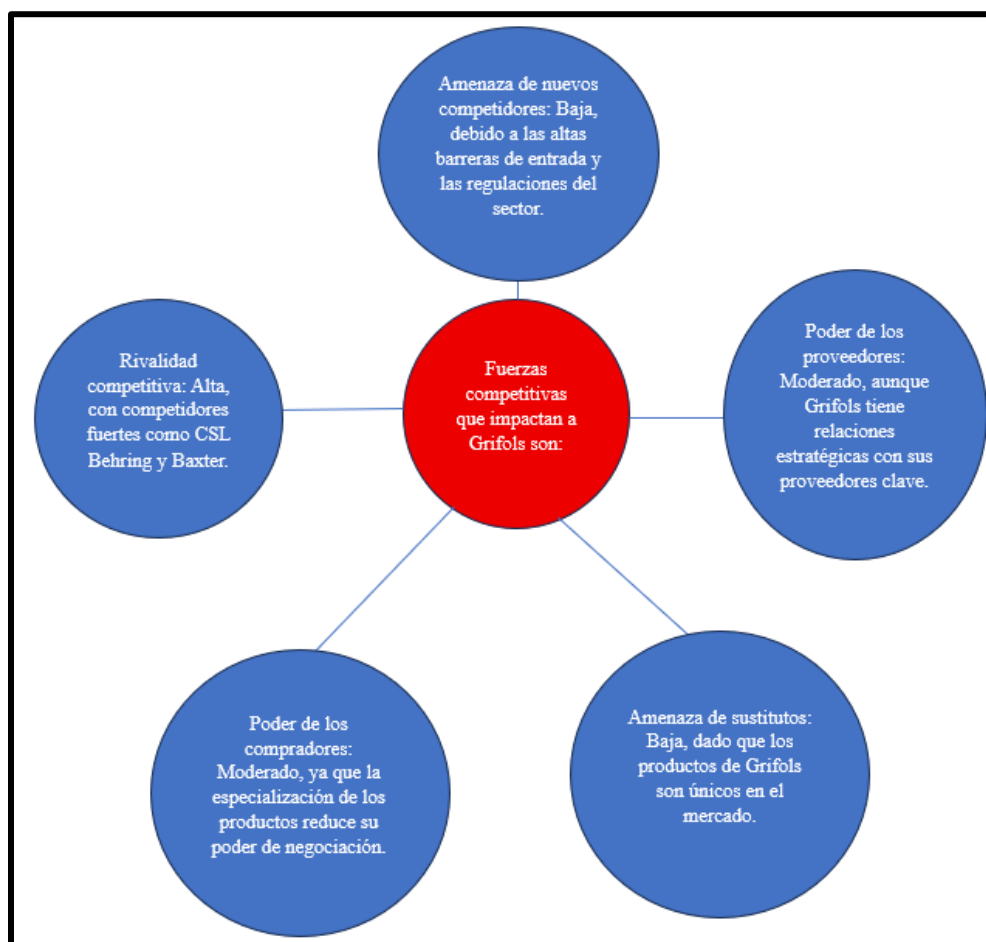 Amenaza de nuevos
competidores: Baja,
debido a las altas
barreras de entrada y
las regulaciones del
sector.
Rivalidad
competitiva: Alta,
con competidores
fuertes como CSL
Behring y Baxter.
Fuerzas
competitivas
que impactan a
Grifols son:
Poder de los
proveedores:
Moderado, aunque
Grifols tiene
relaciones
estratégicas con sus
proveedores clave.
Poder de los
compradores:
Moderado, ya que la
especialización de los
productos reduce su
poder de negociación.
Amenaza de sustitutos:
Baja, dado que los
productos de Grifols
son únicos en el
mercado.